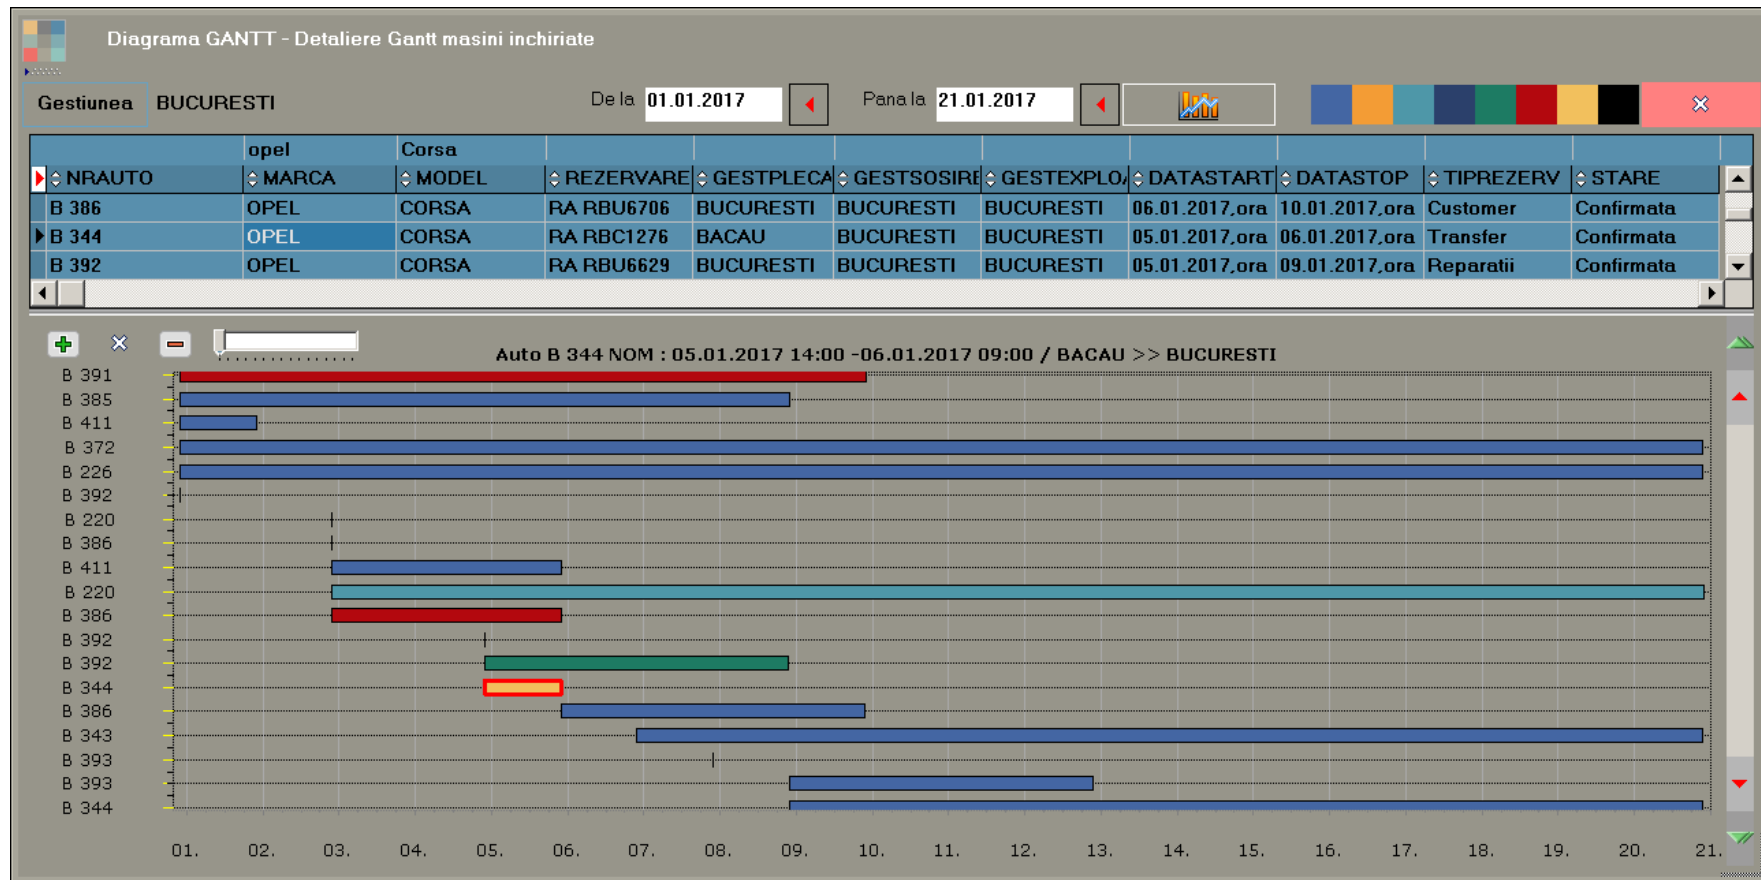 Diagrama GANTT - Detaliere Gantt masini inchiriate
Gestiunea BUCURESTI De la 01.01.2017 Pana la 21.01.2017
opel Corsa
NRAUTO MARCA MODEL REZERVARE GESTPLECA GESTSOSIRE GESTEXPLOA DATASTART DATASTOP TIPREZERV STARE
B 386 OPEL CORSA RA RBU6706 BUCURESTI BUCURESTI BUCURESTI 06.01.2017,ora 10.01.2017,ora Customer Confirmata
B 344 OPEL CORSA RA RBC1276 BACAU BUCURESTI BUCURESTI 05.01.2017,ora 06.01.2017,ora Transfer Confirmata
B 392 OPEL CORSA RA RBU6629 BUCURESTI BUCURESTI BUCURESTI 05.01.2017,ora 09.01.2017,ora Reparatii Confirmata
Auto B 344 NOM : 05.01.2017 14:00 -06.01.2017 09:00 / BACAU >> BUCURESTI
B 391
B 385
B 411
B 372
B 226
B 392
B 220
B 386
B 411
B 220
B 386
B 392
B 392
B 344
B 386
B 343
B 393
B 393
B 344
01. 02. 03. 04. 05. 06. 07. 08. 09. 10. 11. 12. 13. 14. 15. 16. 17. 18. 19. 20. 21.